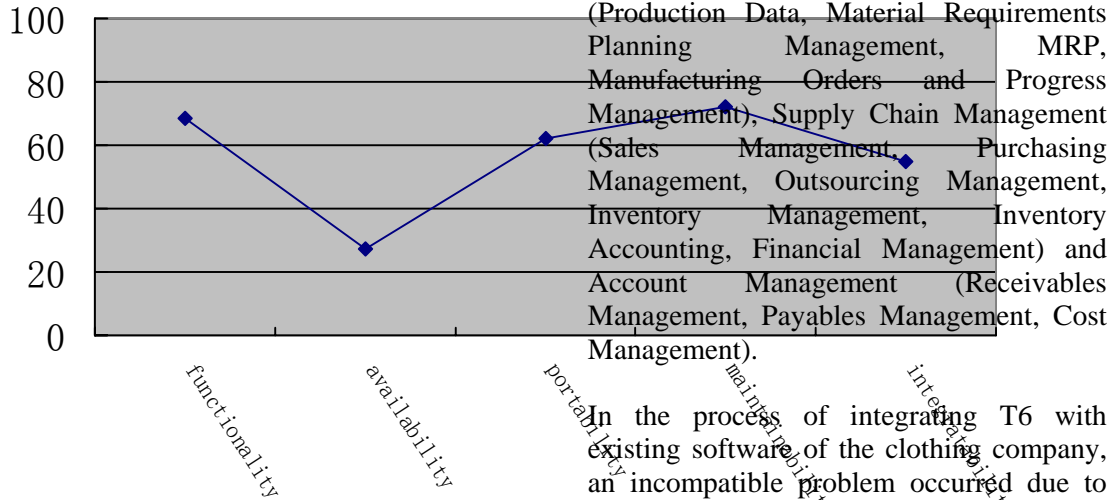 100
80
60
40
20
0
functionality
availability
portability
maintainability
integratability
(Production Data, Material Requirements
Planning Management, MRP,
Manufacturing Orders and Progress
Management), Supply Chain Management
(Sales Management, Purchasing
Management, Outsourcing Management,
Inventory Management, Inventory
Accounting, Financial Management) and
Account Management (Receivables
Management, Payables Management, Cost
Management).
In the process of integrating T6 with
existing software of the clothing company,
an incompatible problem occurred due to